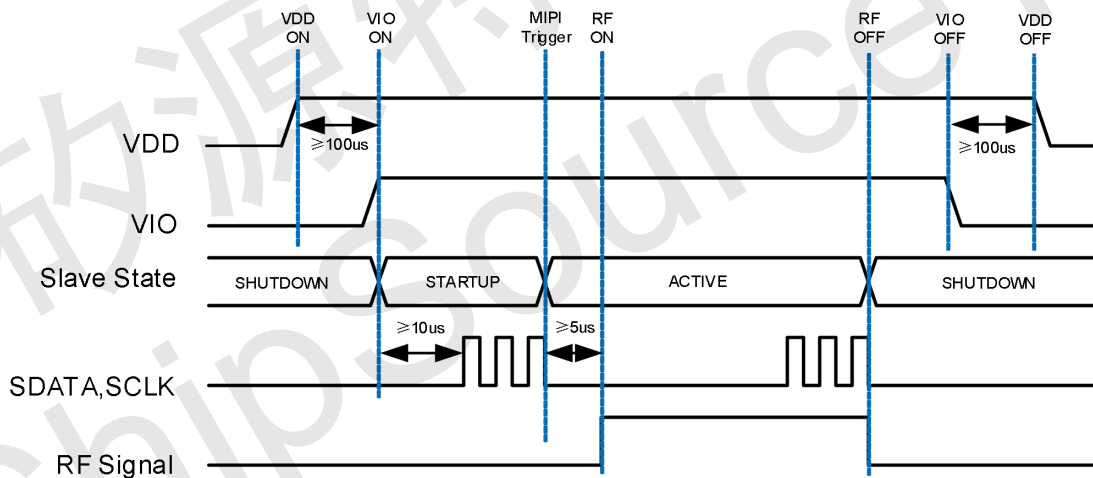 VDD VIO MIPI RF RF VIO VDD
ON ON Trigger ON OFF OFF OFF
VDD
≥100us ≥100us
VIO
Slave State SHUTDOWN STARTUP ACTIVE SHUTDOWN
≥10us ≥5us
SDATA,SCLK
RF Signal
ChipSource